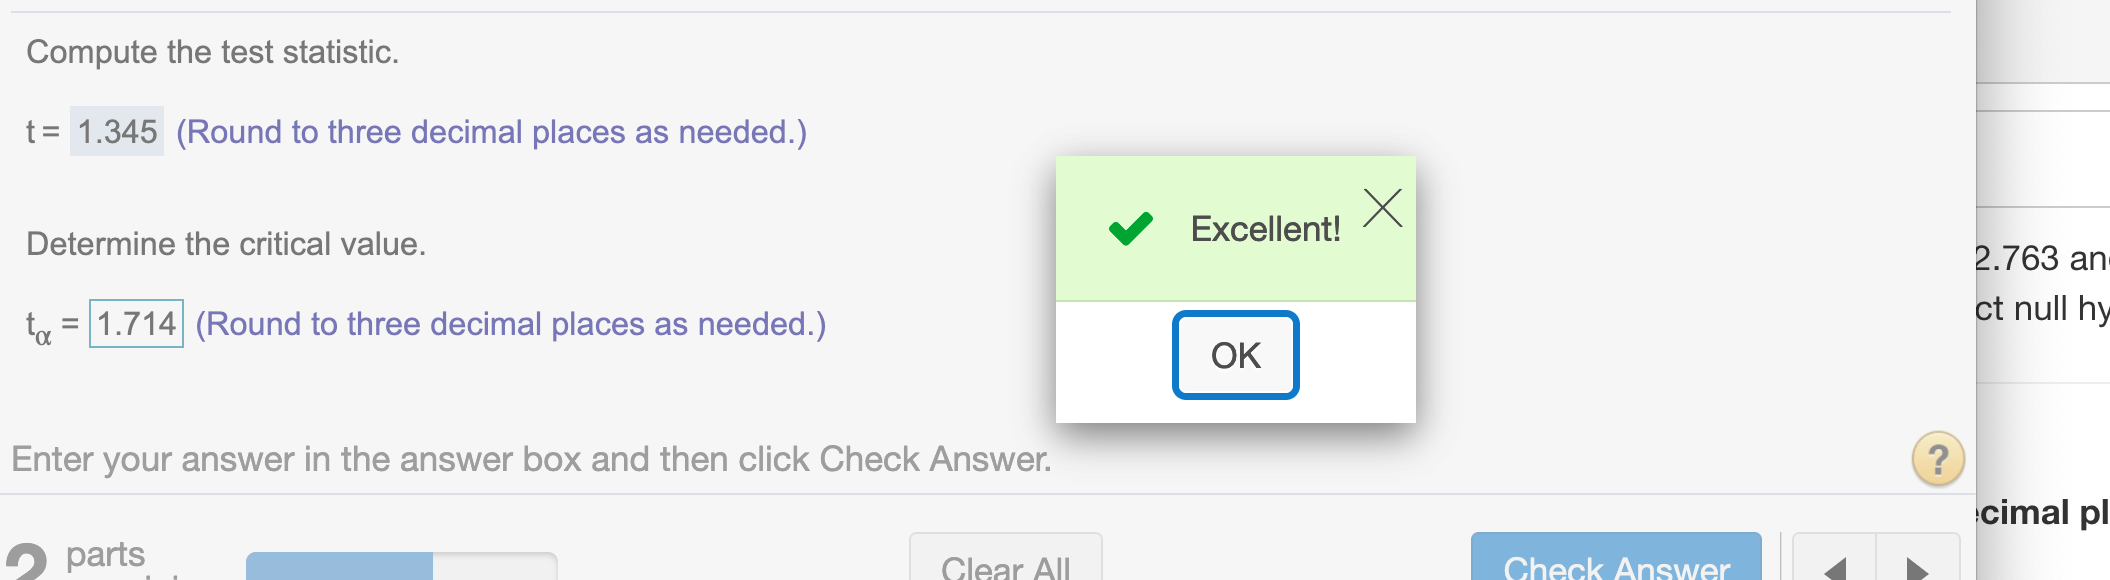 Compute the test statistic.
t = 1.345 (Round to three decimal places as needed.)
Excellent!
Determine the critical value.
2.763 an
ct null hy
tα = 1.714 (Round to three decimal places as needed.)
OK
Enter your answer in the answer box and then click Check Answer.
?
cimal pl
2 parts
Clear All
Check Answer